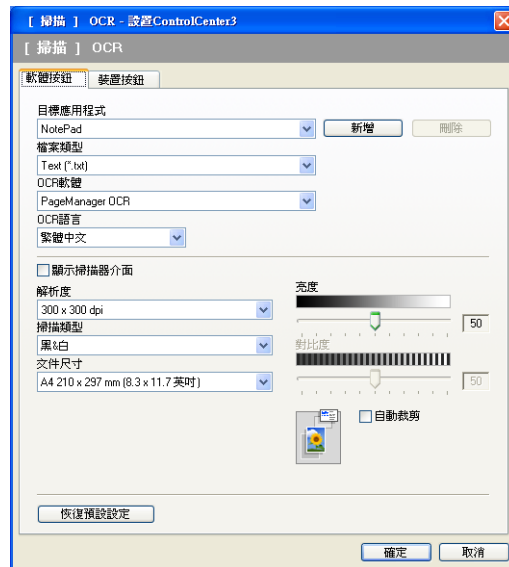 [ 掃描 ] OCR - 設置ControlCenter3
[ 掃描 ] OCR
軟體按鈕 裝置按鈕
目標應用程式
NotePad 新增 刪除
檔案類型
Text (*.txt)
OCR軟體
PageManager OCR
OCR語言
繁體中文
顯示掃描器介面
解析度 亮度
300 x 300 dpi 50
掃描類型 對比度
黑&白
文件尺寸
A4 210 x 297 mm (8.3 x 11.7 英吋) 50
自動裁剪
恢復預設設定
確定 取消